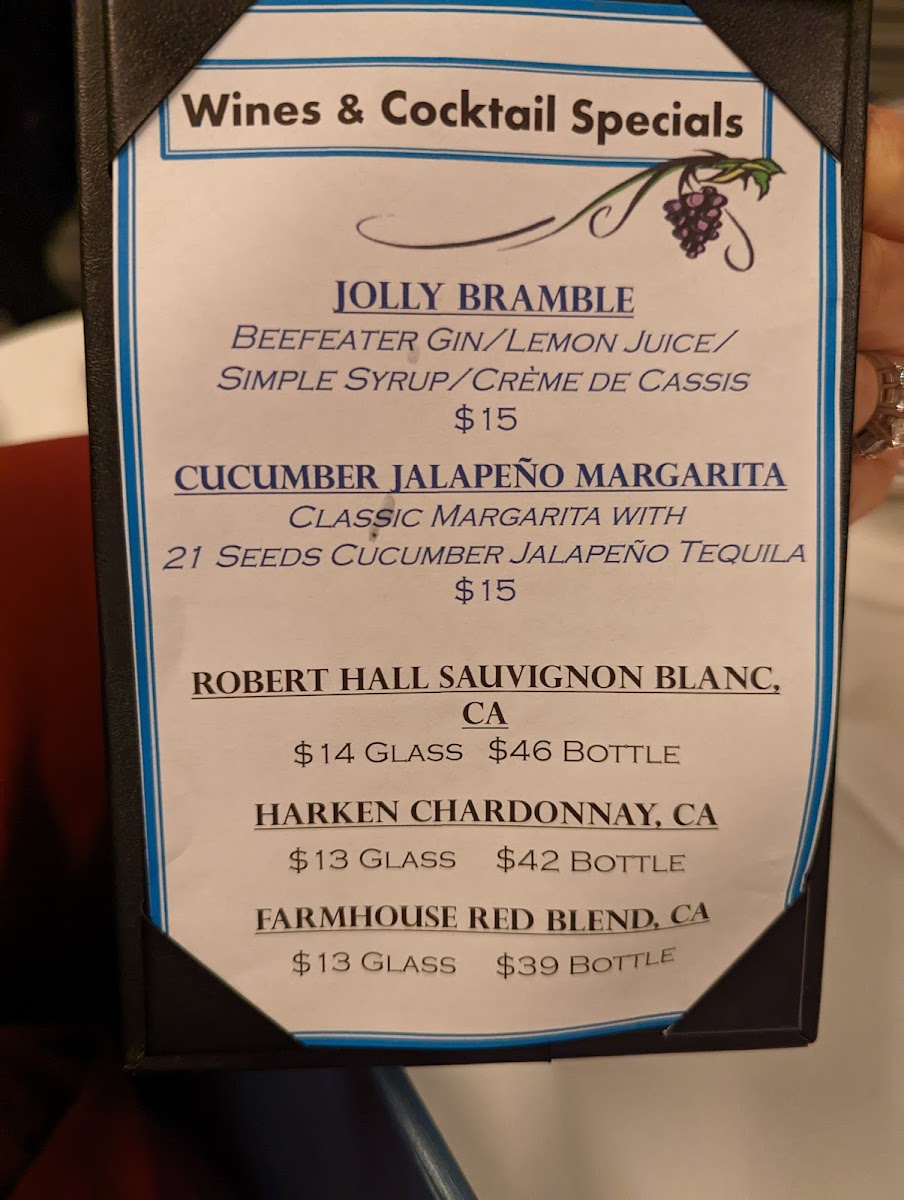 Wines & Cocktail Specials
JOLLY BRAMBLE
BEEFEATER GIN/LEMON JUICE/
SIMPLE SYRUP/CRÈME DE CASSIS
$15
CUCUMBER JALAPEÑO MARGARITA
CLASSIC MARGARITA WITH
21 SEEDS CUCUMBER JALAPEÑO TEQUILA
$15
ROBERT HALL SAUVIGNON BLANC,
CA
$14 GLASS $46 BOTTLE
HARKEN CHARDONNAY, CA
$13 GLASS $42 BOTTLE
FARMHOUSE RED BLEND, CA
$13 GLASS $39 BOTTLE